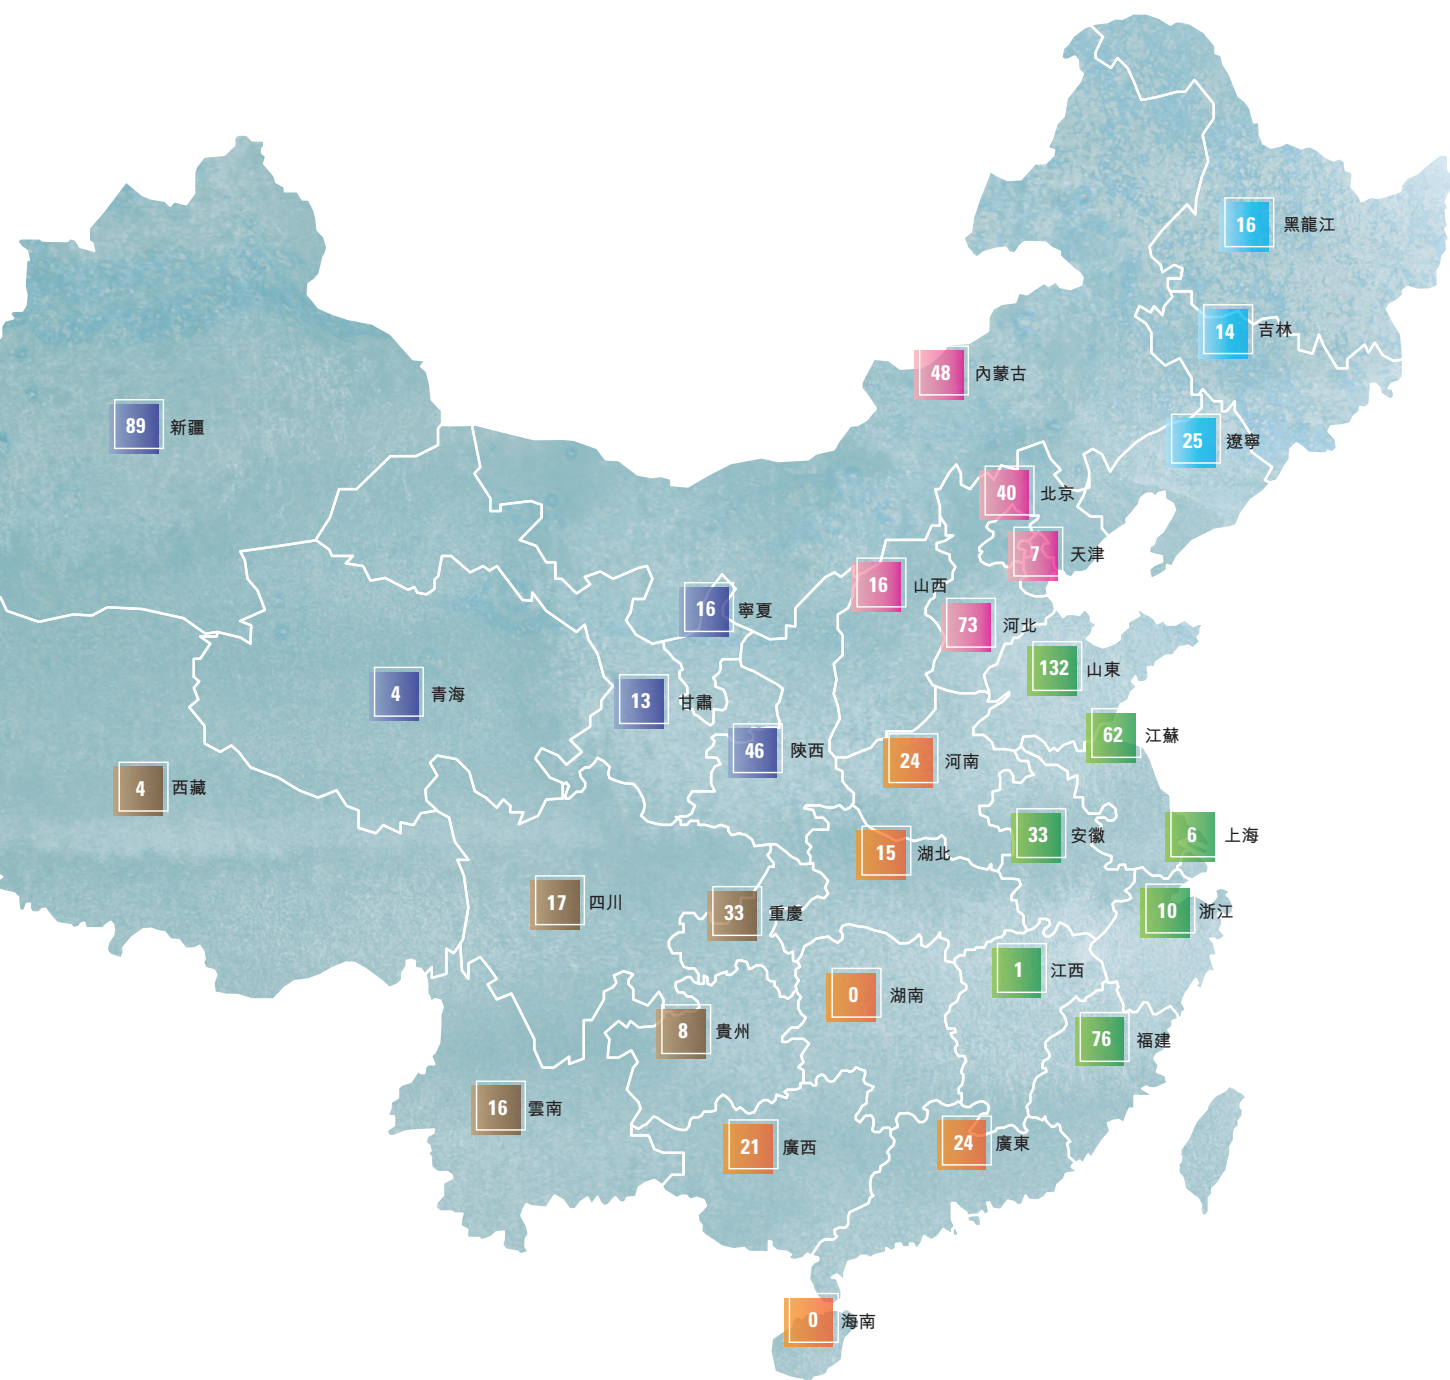 16 黑龍江
14 吉林
48 內蒙古
89 新疆
25 遼寧
40 北京
7 天津
16 山西
16 寧夏
73 河北
132 山東
4 青海
13 甘肅
62 江蘇
46 陝西
24 河南
4 西藏
33 安徽
6 上海
15 湖北
17 四川
33 重慶
10 浙江
1 江西
0 湖南
8 貴州
76 福建
16 雲南
21 廣西
24 廣東
0 海南